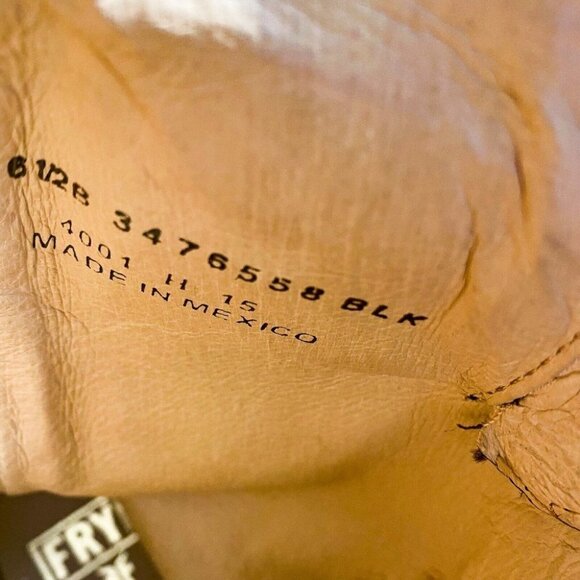 6 1/2B 3476558 BLK
4001 H 15
MADE IN MEXICO
FRY